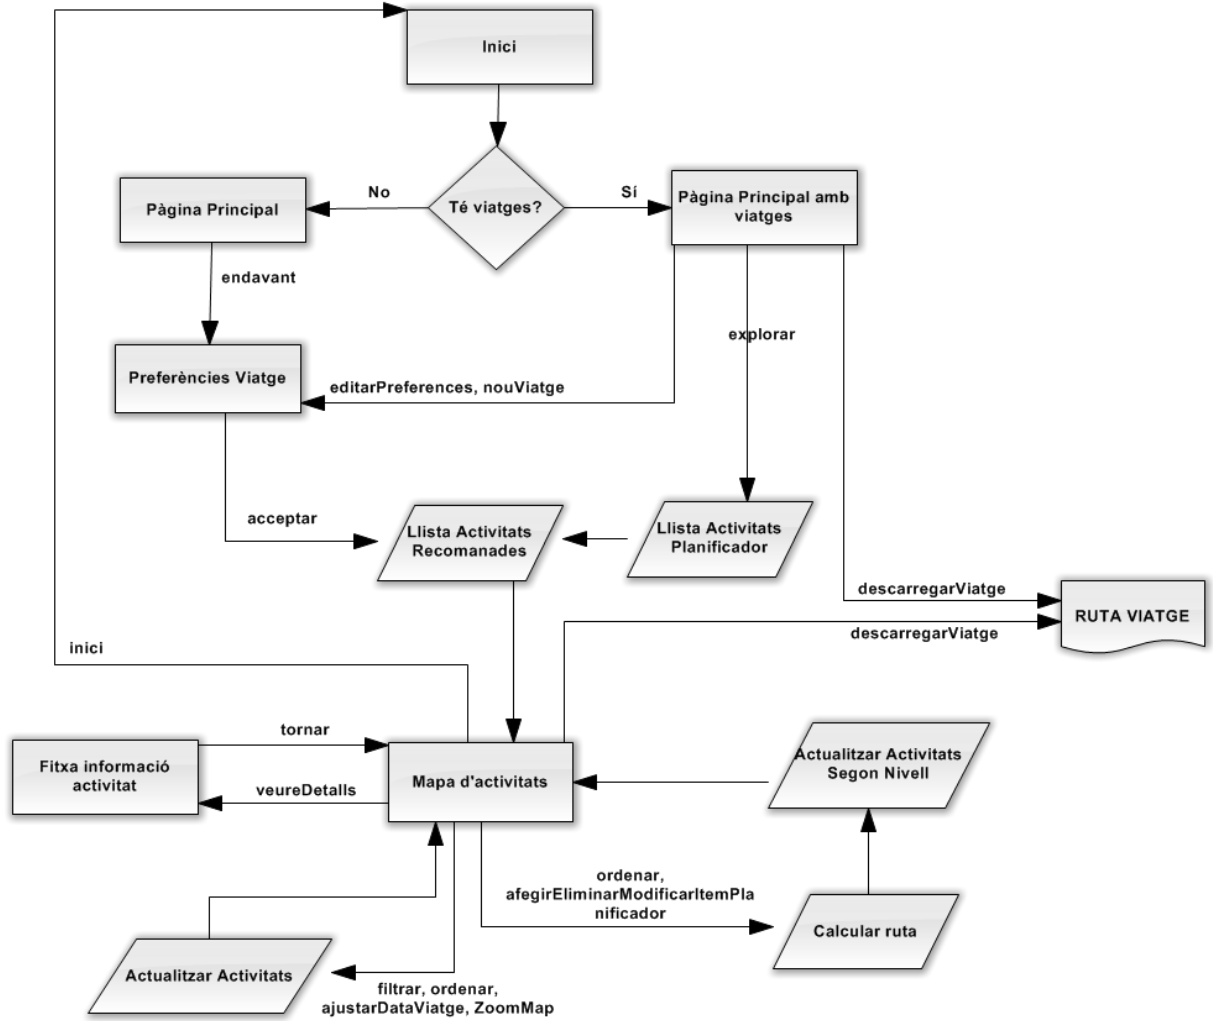 Inici
No
Té viatges?
Sí
Pàgina Principal
Pàgina Principal amb
viatges
endavant
explorar
Preferències Viatge
editarPreferences, nouViatge
acceptar
Llista Activitats
Recomanades
Llista Activitats
Planificador
descarregarViatge
RUTA VIATGE
descarregarViatge
inici
tornar
Fitxa informació
activitat
veureDetalls
Mapa d'activitats
Actualitzar Activitats
Segon Nivell
ordenar,
afegirEliminarModificarItemPla
nificador
Calcular ruta
Actualitzar Activitats
filtrar, ordenar,
ajustarDataViatge, ZoomMap